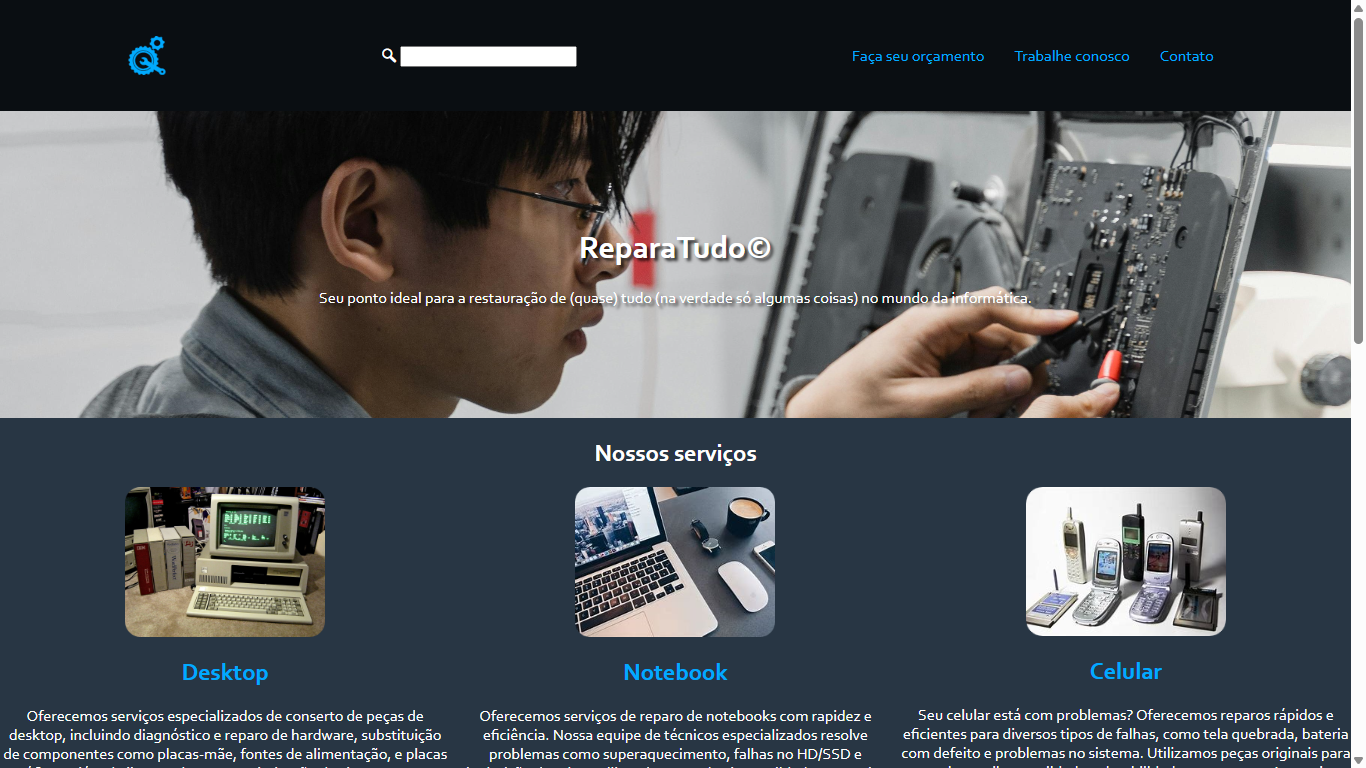 Faça seu orçamento Trabalhe conosco Contato
ReparaTudo©
Seu ponto ideal para a restauração de (quase) tudo (na verdade só algumas coisas) no mundo da informática.
Nossos serviços
Desktop
Oferecemos serviços especializados de conserto de peças de
desktop, incluindo diagnóstico e reparo de hardware, substituição
de componentes como placas-mãe, fontes de alimentação, e placas
Notebook
Oferecemos serviços de reparo de notebooks com rapidez e
eficiência. Nossa equipe de técnicos especializados resolve
problemas como superaquecimento, falhas no HD/SSD e
Celular
Seu celular está com problemas? Oferecemos reparos rápidos e
eficientes para diversos tipos de falhas, como tela quebrada, bateria
com defeito e problemas no sistema. Utilizamos peças originais para